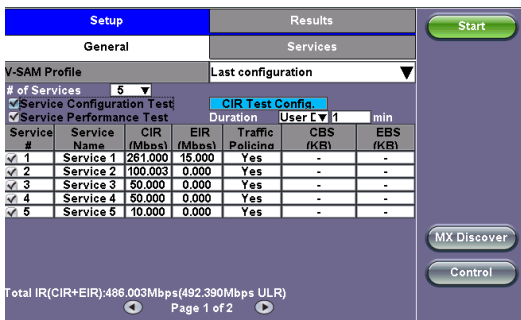 Setup Results Start
General Services
V-SAM Profile Last configuration
# of Services 5
Service Configuration Test CIR Test Config.
Service Performance Test Duration User D 1 min
Service # Service Name CIR (Mbps) EIR (Mbps) Traffic Policing CBS (KB) EBS (KB)
1 Service 1 261.000 15.000 Yes - -
2 Service 2 100.003 0.000 Yes - -
3 Service 3 50.000 0.000 Yes - -
4 Service 4 50.000 0.000 Yes - -
5 Service 5 10.000 0.000 Yes - -
MX Discover
Control
Total IR(CIR+EIR):486.003Mbps(492.390Mbps ULR)
Page 1 of 2